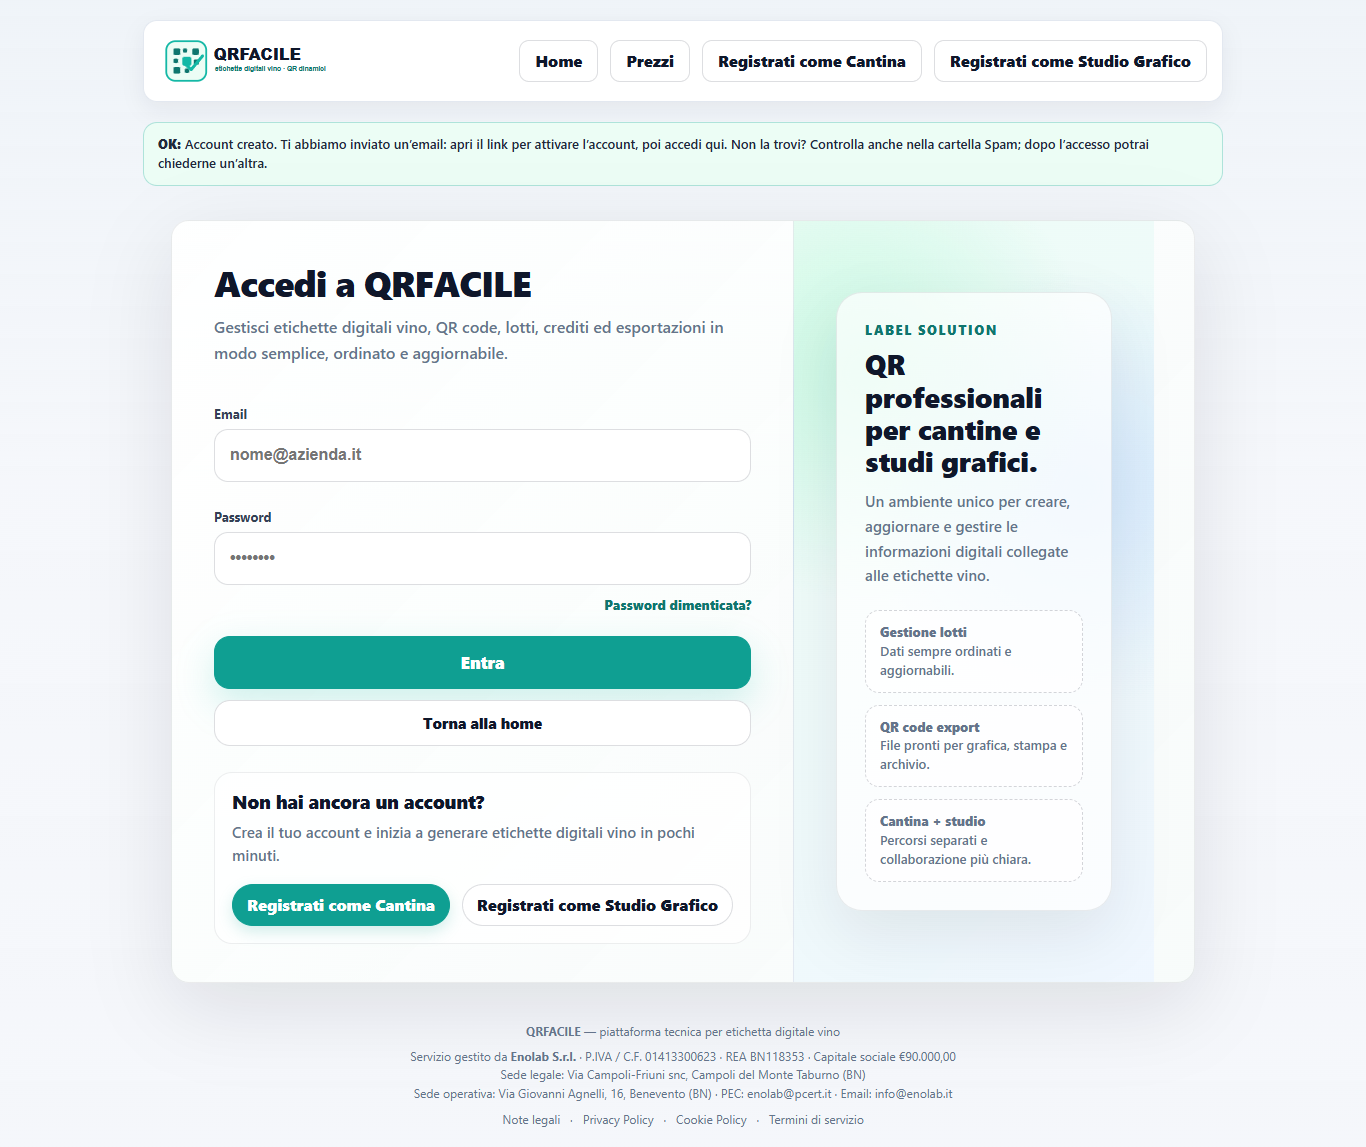 QRFACILE
etichette digitali vino - QR dinamici
Home
Prezzi
Registrati come Cantina
Registrati come Studio Grafico
OK: Account creato. Ti abbiamo inviato un’email: apri il link per attivare l’account, poi accedi qui. Non la trovi? Controlla anche nella cartella Spam; dopo l’accesso potrai
chiederne un’altra.
Accedi a QRFACILE
Gestisci etichette digitali vino, QR code, lotti, crediti ed esportazioni in
modo semplice, ordinato e aggiornabile.
Email
nome@azienda.it
Password
••••••••
Password dimenticata?
Entra
Torna alla home
Non hai ancora un account?
Crea il tuo account e inizia a generare etichette digitali vino in pochi
minuti.
Registrati come Cantina
Registrati come Studio Grafico
LABEL SOLUTION
QR
professionali
per cantine e
studi grafici.
Un ambiente unico per creare,
aggiornare e gestire le
informazioni digitali collegate
alle etichette vino.
Gestione lotti
Dati sempre ordinati e
aggiornabili.
QR code export
File pronti per grafica, stampa e
archivio.
Cantina + studio
Percorsi separati e
collaborazione più chiara.
QRFACILE — piattaforma tecnica per etichetta digitale vino
Servizio gestito da Enolab S.r.l. · P.IVA / C.F. 01413300623 · REA BN118353 · Capitale sociale €90.000,00
Sede legale: Via Campoli-Friuni snc, Campoli del Monte Taburno (BN)
Sede operativa: Via Giovanni Agnelli, 16, Benevento (BN) · PEC: enolab@pcert.it · Email: info@enolab.it
Note legali · Privacy Policy · Cookie Policy · Termini di servizio